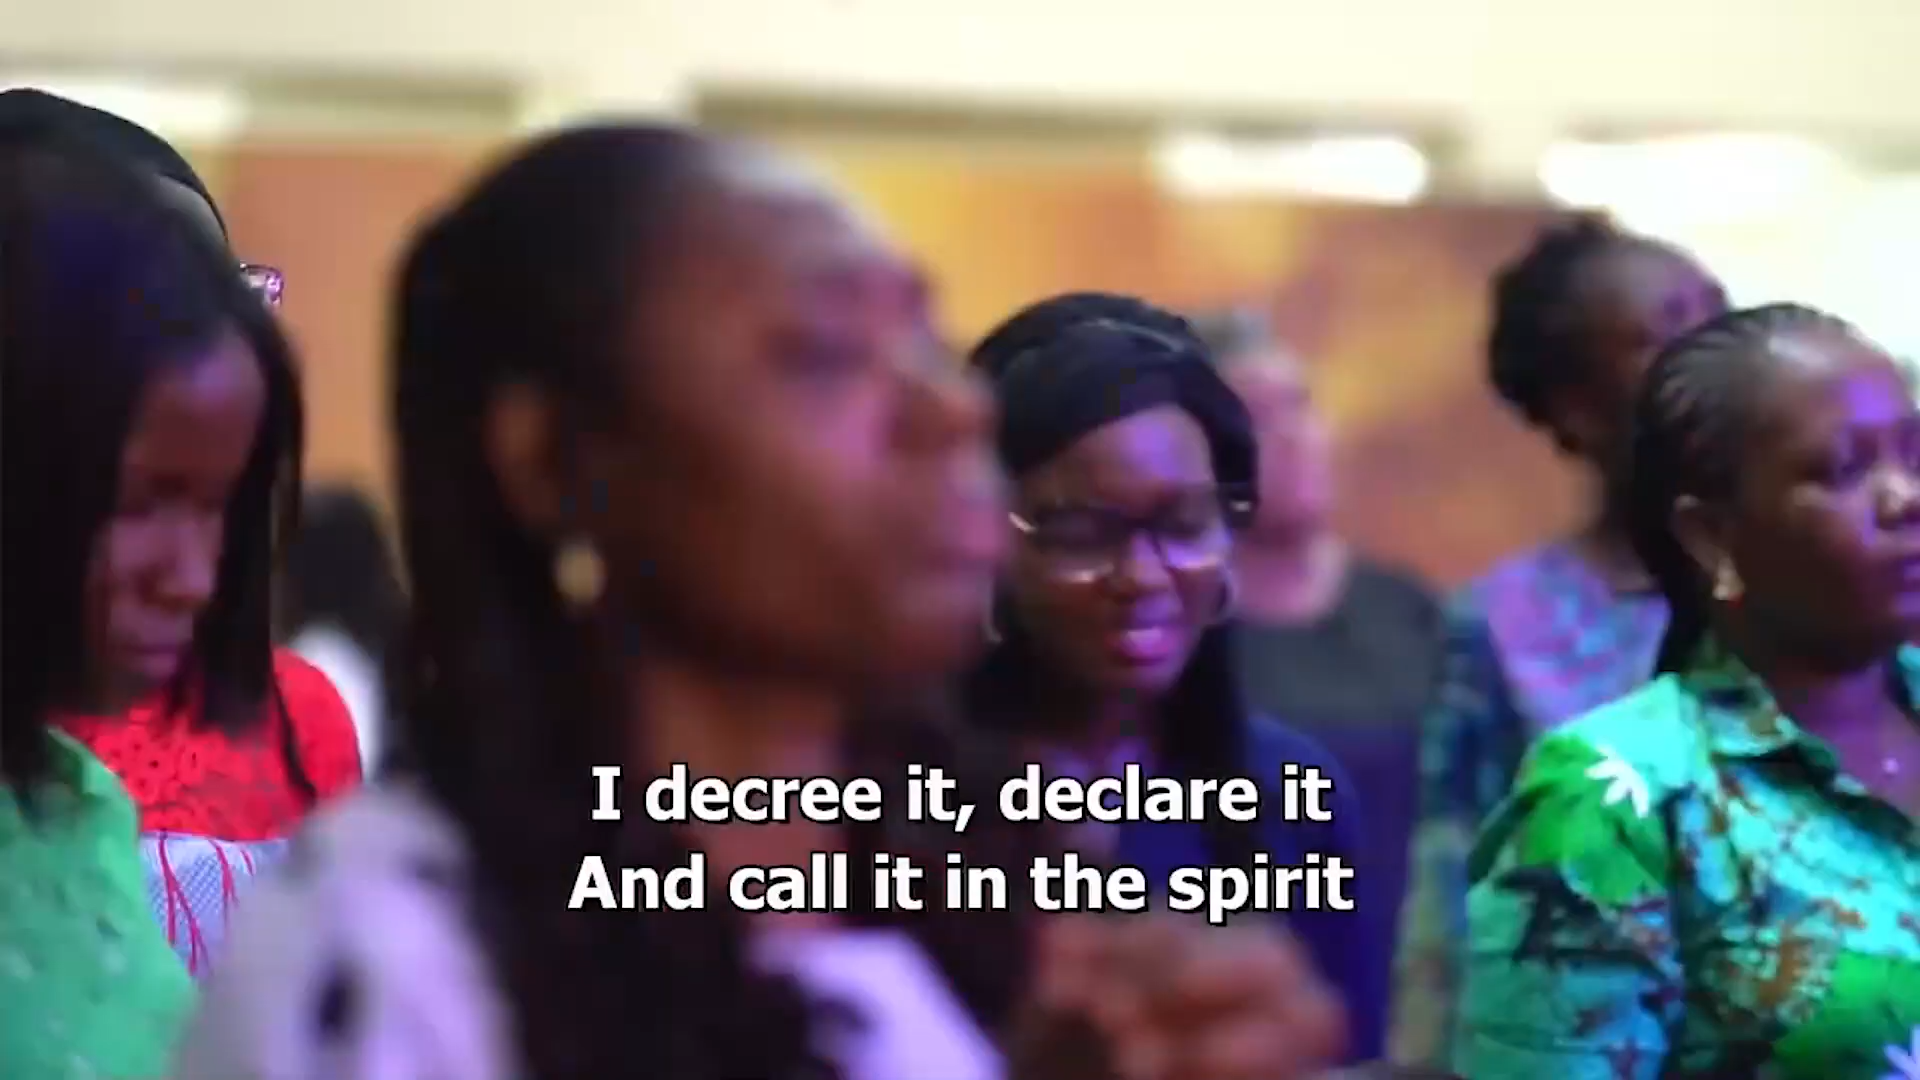 I decree it, declare it
And call it in the spirit